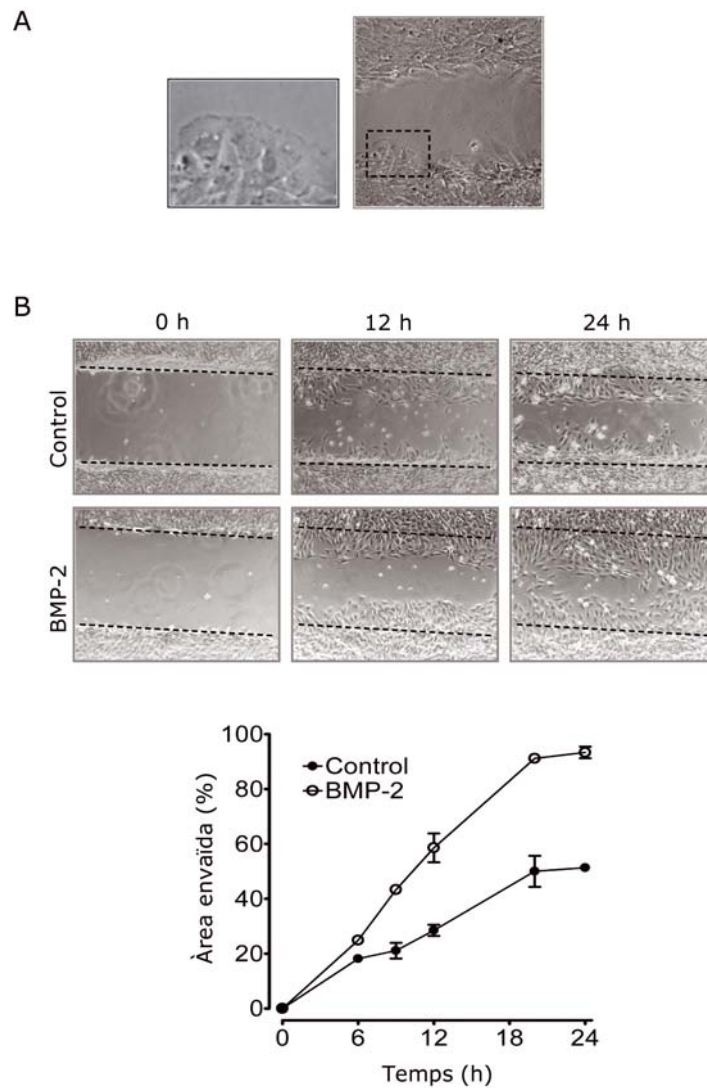 A
B
0 h 12 h 24 h
Control
BMP-2
100
80
60
40
20
0
Control
BMP-2
Àrea envaïda (%)
0 6 12 18 24
Temps (h)